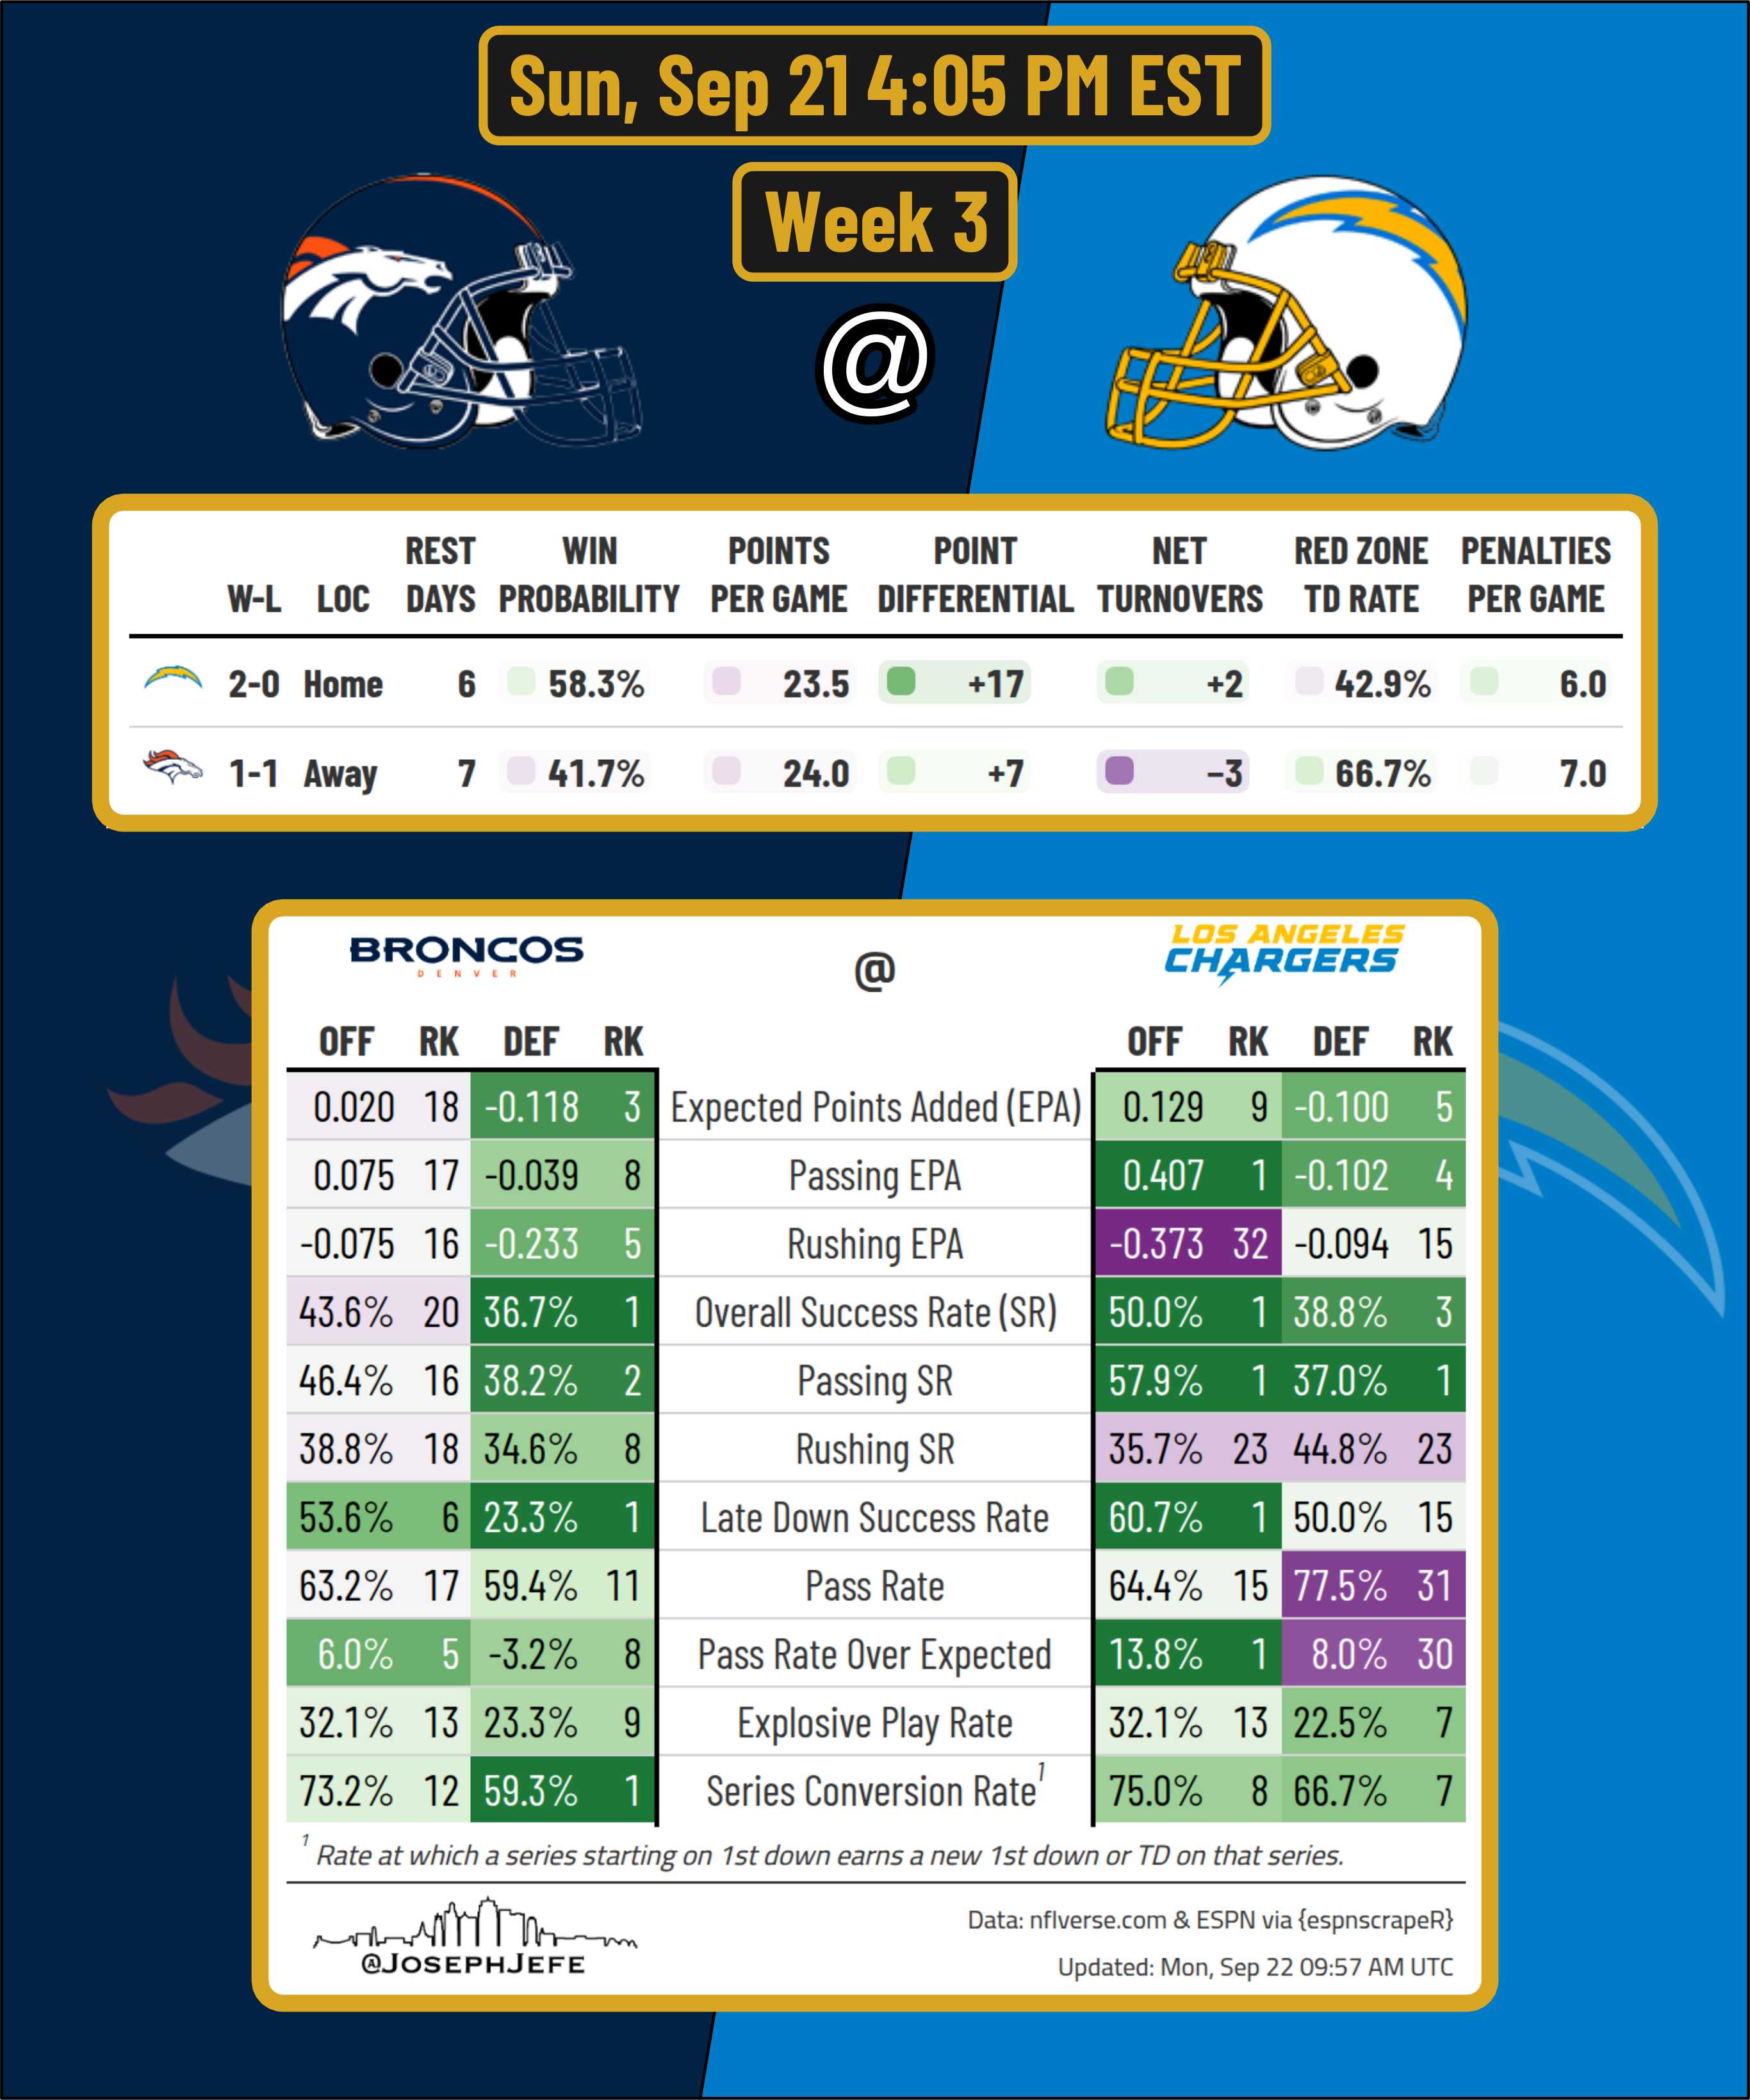 Sun, Sep 21 4:05 PM EST
Week 3
@
REST WIN POINTS POINT NET RED ZONE PENALTIES
W-L LOC DAYS PROBABILITY PER GAME DIFFERENTIAL TURNOVERS TD RATE PER GAME
2-0 Home 6 58.3% 23.5 +17 +2 42.9% 6.0
1-1 Away 7 41.7% 24.0 +7 −3 66.7% 7.0
BRONCOS
DENVER
@
LOS ANGELES
CHARGERS
OFF RK DEF RK OFF RK DEF RK
0.020 18 -0.118 3 Expected Points Added (EPA) 0.129 9 -0.100 5
0.075 17 -0.039 8 Passing EPA 0.407 1 -0.102 4
-0.075 16 -0.233 5 Rushing EPA -0.373 32 -0.094 15
43.6% 20 36.7% 1 Overall Success Rate (SR) 50.0% 1 38.8% 3
46.4% 16 38.2% 2 Passing SR 57.9% 1 37.0% 1
38.8% 18 34.6% 8 Rushing SR 35.7% 23 44.8% 23
53.6% 6 23.3% 1 Late Down Success Rate 60.7% 1 50.0% 15
63.2% 17 59.4% 11 Pass Rate 64.4% 15 77.5% 31
6.0% 5 -3.2% 8 Pass Rate Over Expected 13.8% 1 8.0% 30
32.1% 13 23.3% 9 Explosive Play Rate 32.1% 13 22.5% 7
73.2% 12 59.3% 1 Series Conversion Rate¹ 75.0% 8 66.7% 7
¹ Rate at which a series starting on 1st down earns a new 1st down or TD on that series.
@JOSEPHJEFE
Data: nflverse.com & ESPN via {espnscrapeR}
Updated: Mon, Sep 22 09:57 AM UTC